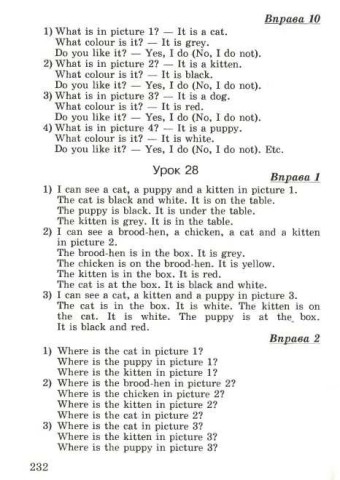 Вправа 10
1) What is in picture 1? — It is a cat.
What colour is it? — It is grey.
Do you like it? — Yes, I do (No, I do not).
2) What is in picture 2? — It is a kitten.
What colour is it? — It is black.
Do you like it? — Yes, I do (No, I do not).
3) What is in picture 3? — It is a dog.
What colour is it? — It is red.
Do you like it? — Yes, I do (No, I do not).
4) What is in picture 4? — It is a puppy.
What colour is it? — It is white.
Do you like it? — Yes, I do (No, I do not). Etc.
Урок 28
Вправа 1
1) I can see a cat, a puppy and a kitten in picture 1.
The cat is black and white. It is on the table.
The puppy is black. It is under the table.
The kitten is grey. It is in the table.
2) I can see a brood-hen, a chicken, a cat and a kitten
in picture 2.
The brood-hen is in the box. It is grey.
The chicken is on the brood-hen. It is yellow.
The kitten is in the box. It is red.
The cat is at the box. It is black and white.
3) I can see a cat, a kitten and a puppy in picture 3.
The cat is in the box. It is white. The kitten is on
the cat. It is white. The puppy is at the box.
It is black and red.
Вправа 2
1) Where is the cat in picture 1?
Where is the puppy in picture 1?
Where is the kitten in picture 1?
2) Where is the brood-hen in picture 2?
Where is the chicken in picture 2?
Where is the kitten in picture 2?
Where is the cat in picture 2?
3) Where is the cat in picture 3?
Where is the kitten in picture 3?
Where is the puppy in picture 3?
232